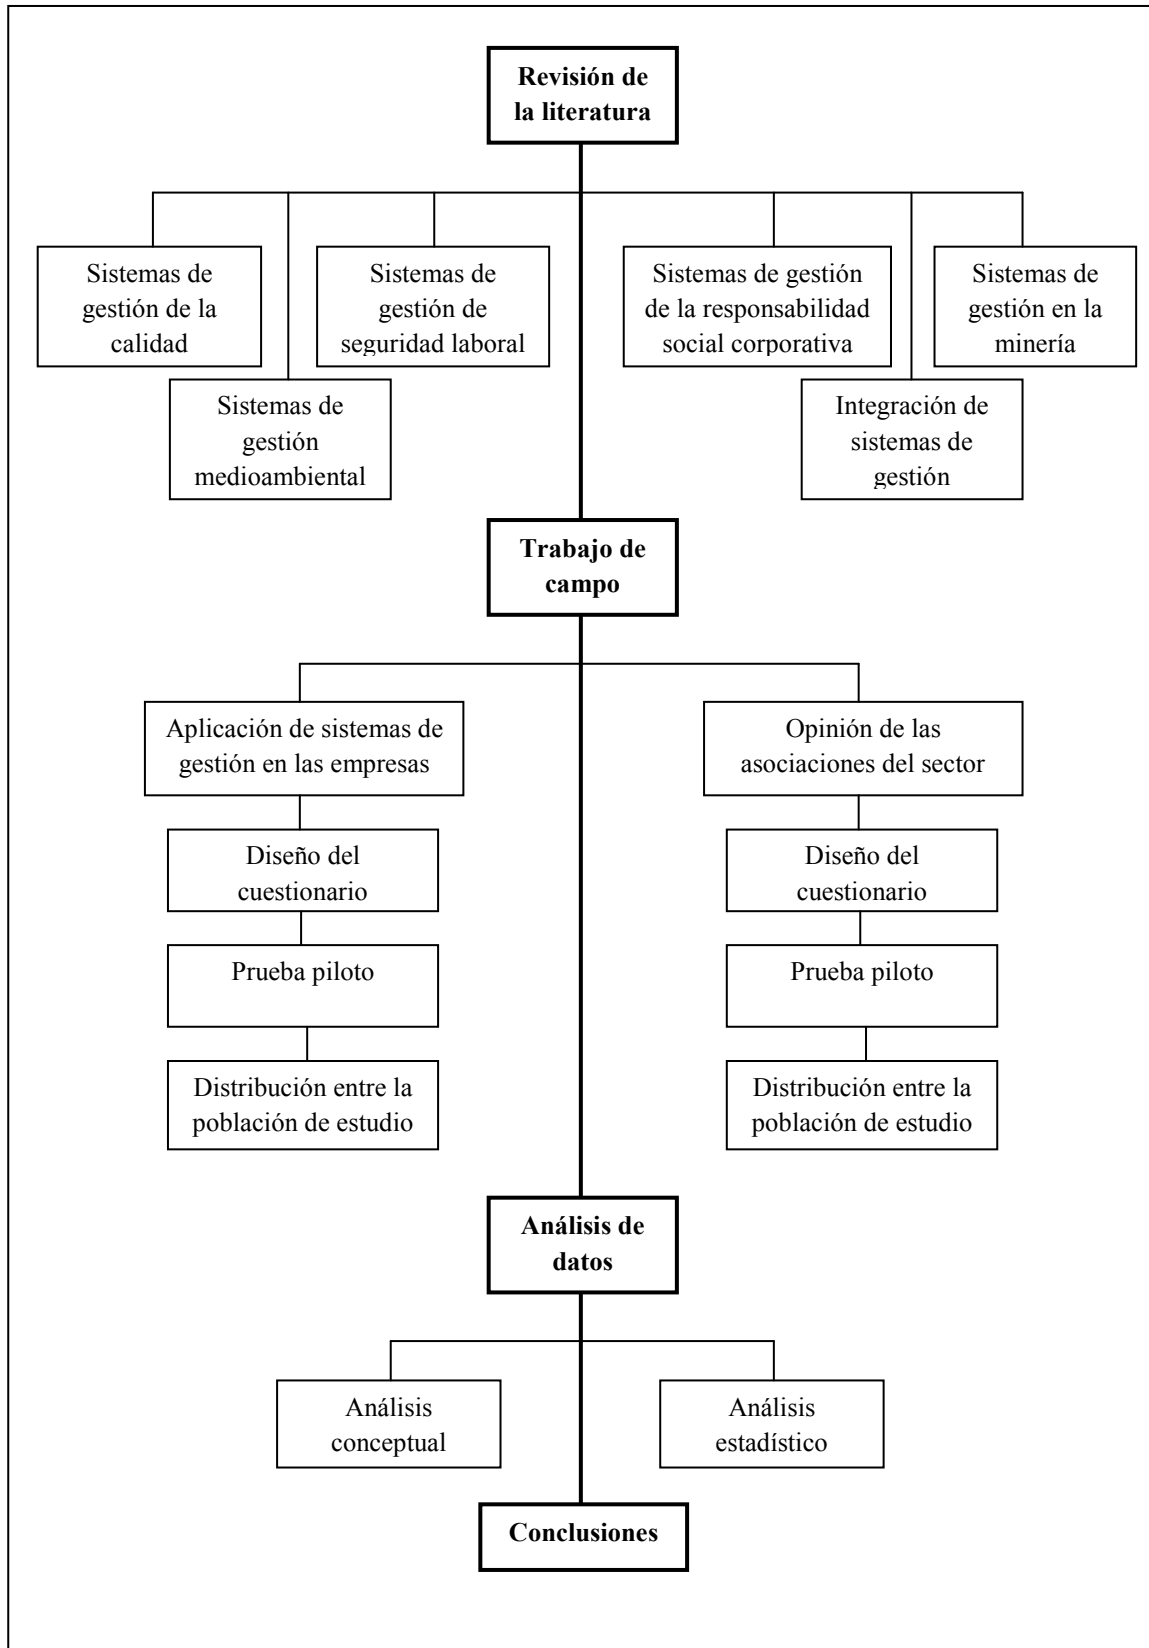 Revisión de
la literatura
Sistemas de
gestión de la
calidad
Sistemas de
gestión de
seguridad laboral
Sistemas de gestión
de la responsabilidad
social corporativa
Sistemas de
gestión en la
minería
Sistemas de
gestión
medioambiental
Integración de
sistemas de
gestión
Trabajo de
campo
Aplicación de sistemas de
gestión en las empresas
Opinión de las
asociaciones del sector
Diseño del
cuestionario
Diseño del
cuestionario
Prueba piloto
Prueba piloto
Distribución entre la
población de estudio
Distribución entre la
población de estudio
Análisis de
datos
Análisis
conceptual
Análisis
estadístico
Conclusiones